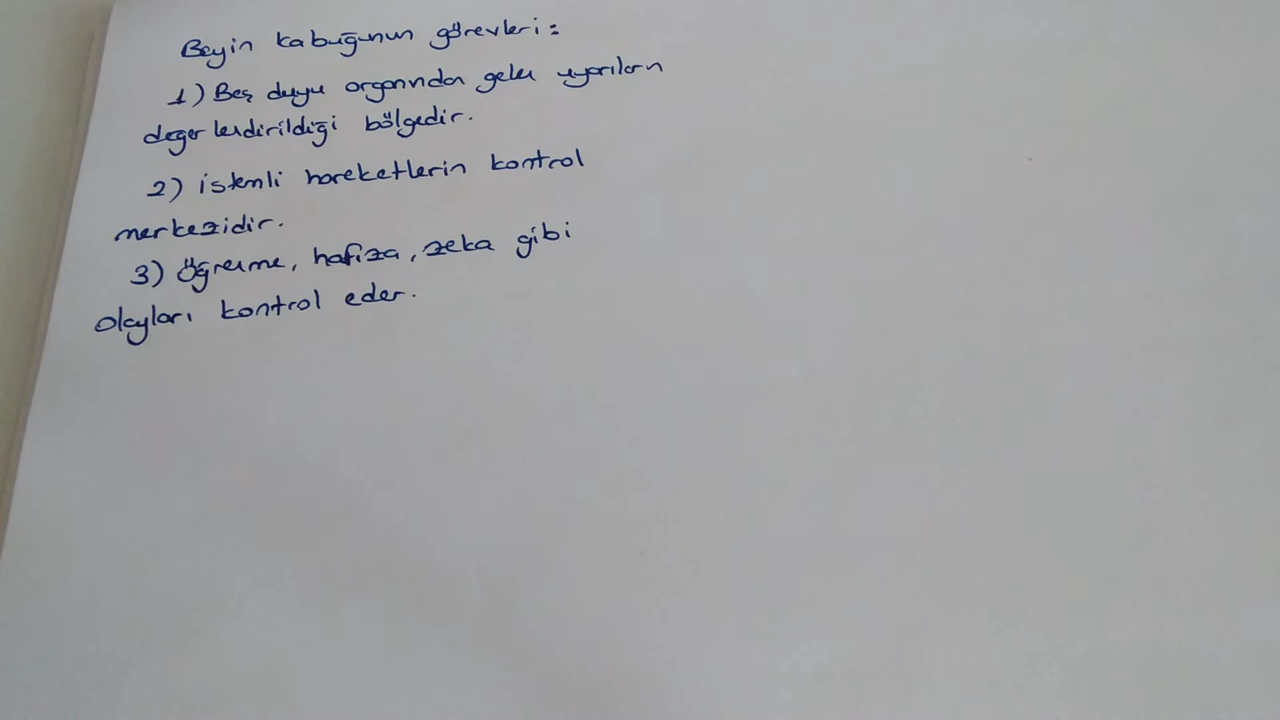 Beyin kabuğunun görevleri:
1) Beş duyu organından gelen uyarıların
değerlendirildiği bölgedir.
2) istemli hareketlerin kontrol
merkezidir.
3) Öğrenme, hafıza, zeka gibi
olayları kontrol eder.